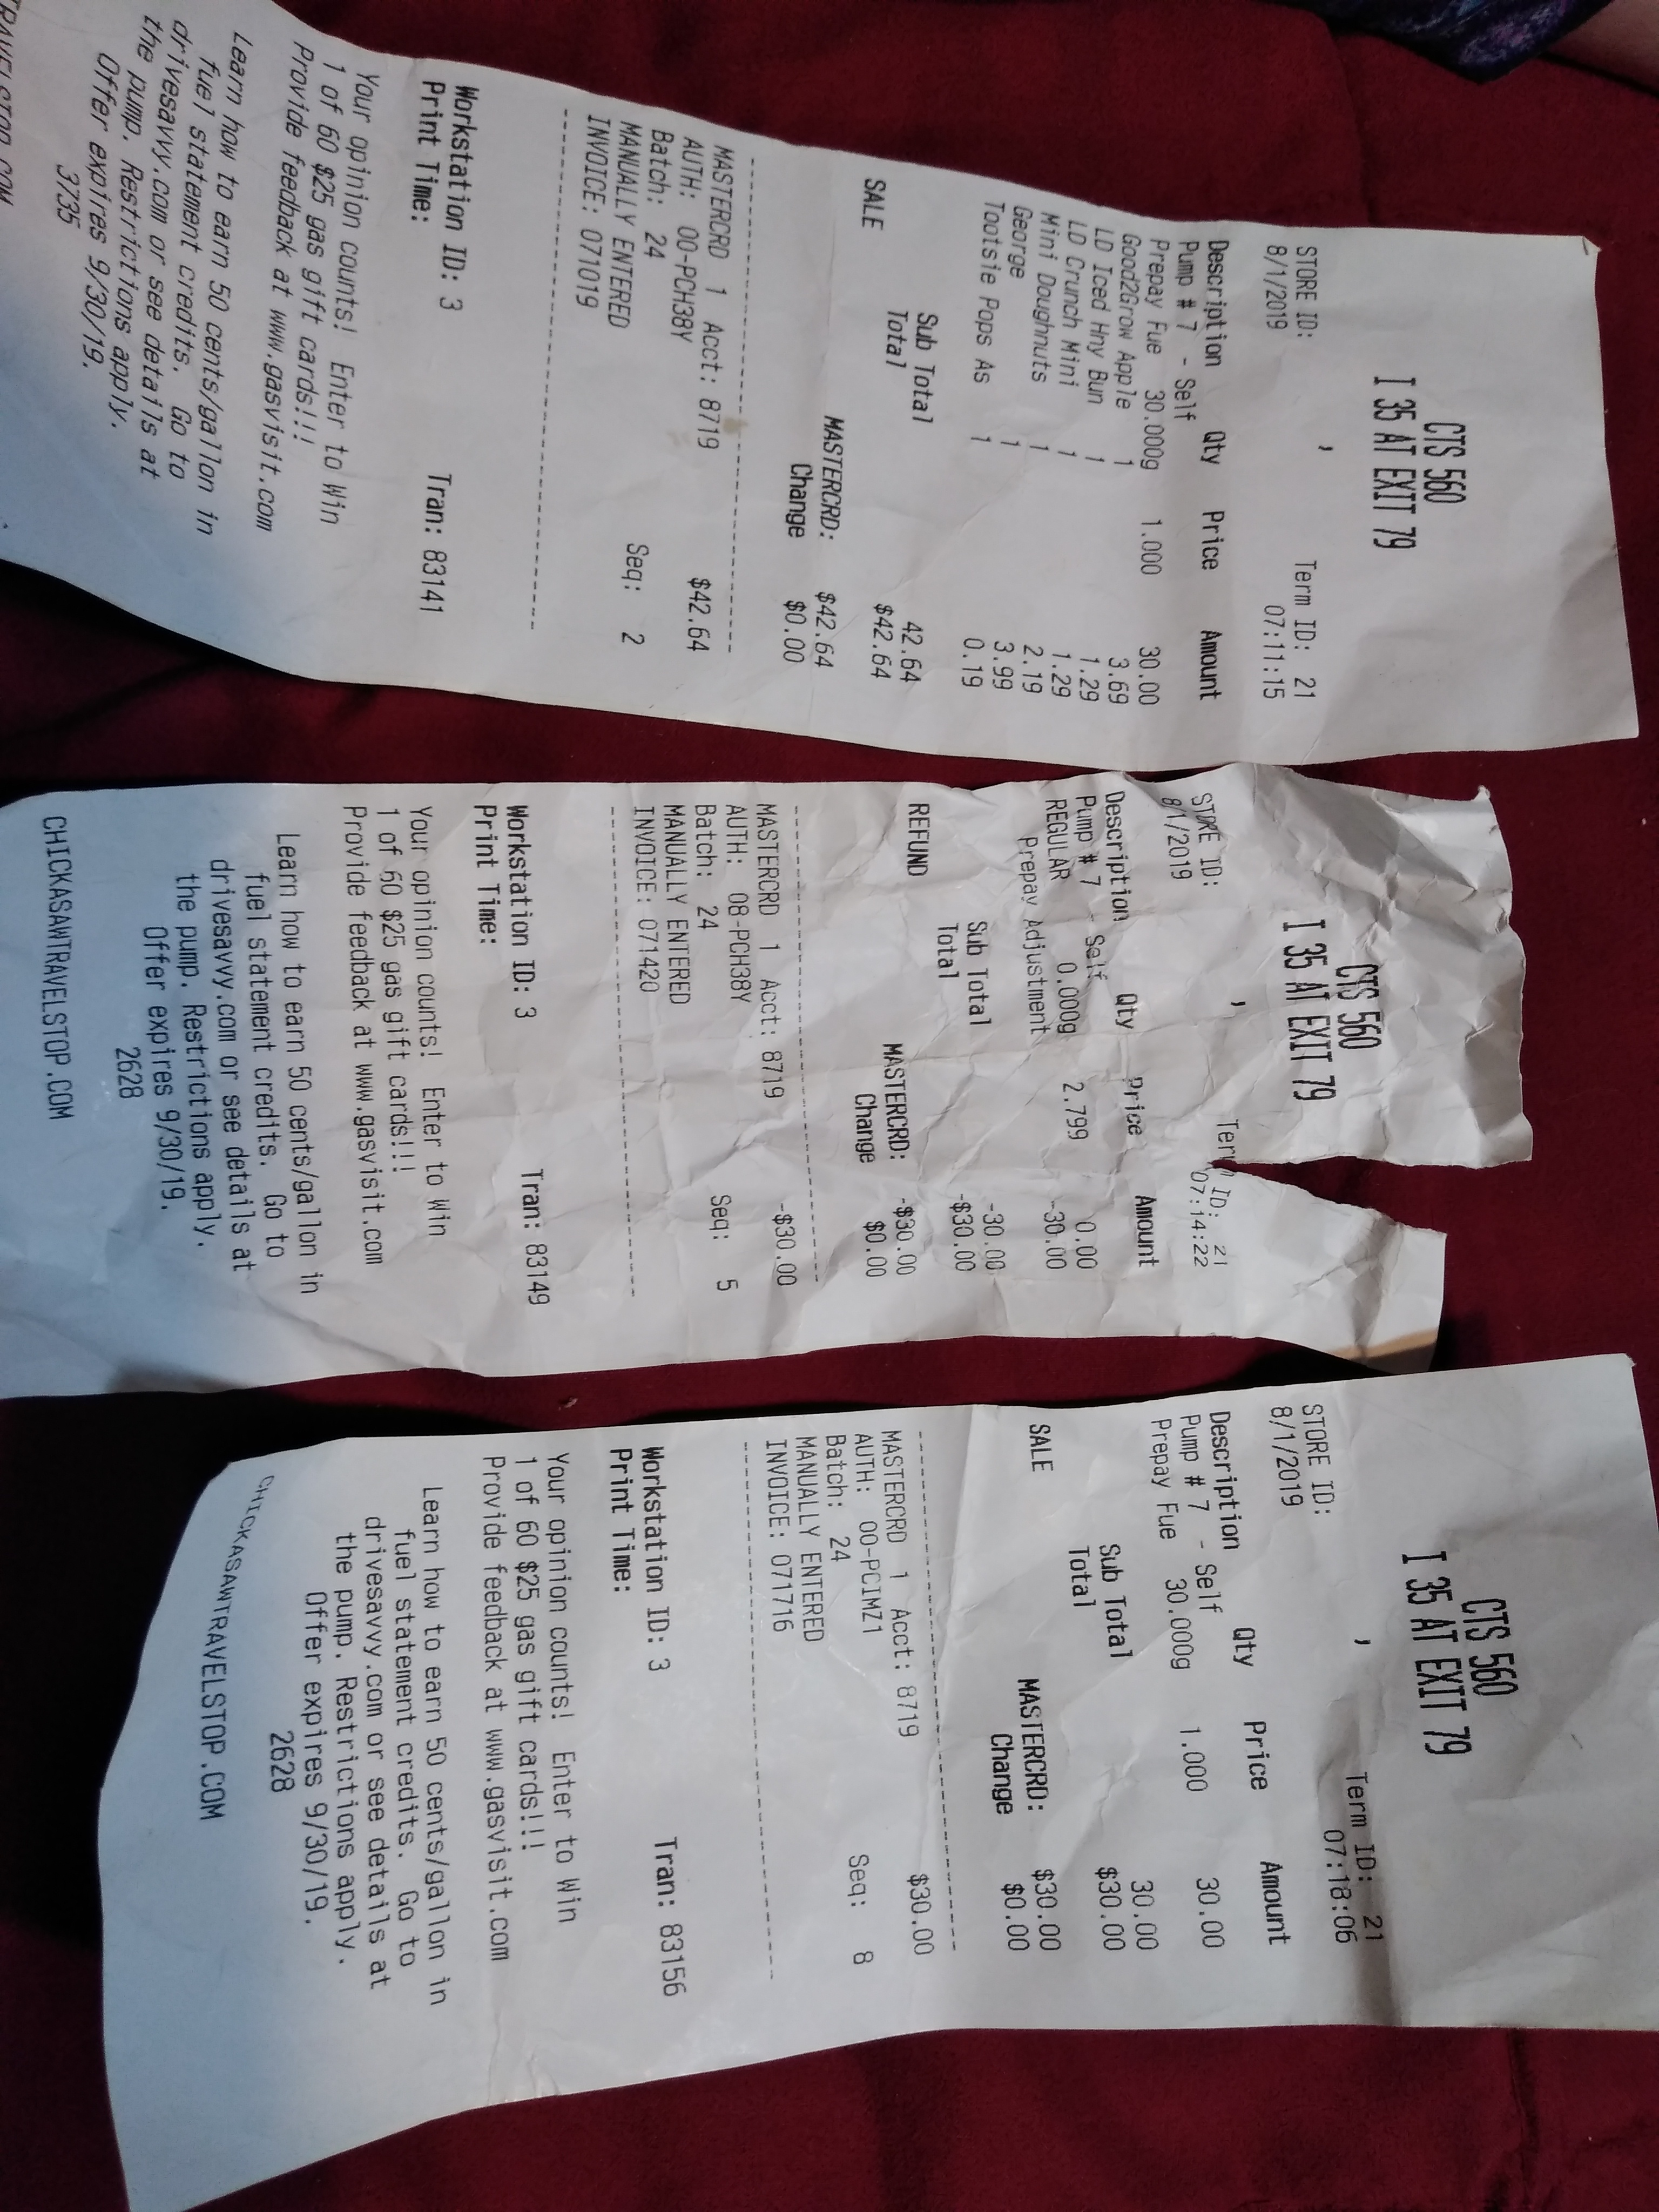 CTS 560
I 35 AT EXIT 79
,
STORE ID: Term ID: 21
8/1/2019 07:11:15
Description Qty Price Amount
Pump # 7 - Self
Prepay Fue 30.000g 1.000 30.00
Good2Grow Apple 1 3.69
LD Iced Hny Bun 1 1.29
LD Crunch Mini 1 1.29
Mini Doughnuts 1 2.19
George 1 3.99
Tootsie Pops As 1 0.19
Sub Total 42.64
Total $42.64
SALE
MASTERCRD: $42.64
Change $0.00
MASTERCRD 1 Acct: 8719
AUTH: 00-PCH38Y $42.64
Batch: 24
MANUALLY ENTERED Seq: 2
INVOICE: 071019
Workstation ID: 3
Print Time: Tran: 83141
Your opinion counts! Enter to Win
1 of 60 $25 gas gift cards!!!
Provide feedback at www.gasvisit.com
Learn how to earn 50 cents/gallon in
fuel statement credits. Go to
drivesavvy.com or see details at
the pump. Restrictions apply.
Offer expires 9/30/19.
3735
CTS 560
I 35 AT EXIT 79
,
STORE ID: Term ID: 21
8/1/2019 07:14:22
Description Qty Price Amount
Pump # 7 - Self
REGULAR 0.000g 2.799 0.00
Prepay Adjustment -30.00
Sub Total -30.00
Total -$30.00
REFUND
MASTERCRD: -$30.00
Change $0.00
MASTERCRD 1 Acct: 8719
AUTH: 08-PCH38Y -$30.00
Batch: 24
MANUALLY ENTERED Seq: 5
INVOICE: 071420
Workstation ID: 3
Print Time: Tran: 83149
Your opinion counts! Enter to Win
1 of 60 $25 gas gift cards!!!
Provide feedback at www.gasvisit.com
Learn how to earn 50 cents/gallon in
fuel statement credits. Go to
drivesavvy.com or see details at
the pump. Restrictions apply.
Offer expires 9/30/19.
2628
CHICKASAWTRAVELSTOP.COM
CTS 560
I 35 AT EXIT 79
,
STORE ID: Term ID: 21
8/1/2019 07:18:06
Description Qty Price Amount
Pump # 7 - Self
Prepay Fue 30.000g 1.000 30.00
Sub Total 30.00
Total $30.00
SALE
MASTERCRD: $30.00
Change $0.00
MASTERCRD 1 Acct: 8719
AUTH: 00-PCIMZ1 $30.00
Batch: 24
MANUALLY ENTERED Seq: 8
INVOICE: 071716
Workstation ID: 3
Print Time: Tran: 83156
Your opinion counts! Enter to Win
1 of 60 $25 gas gift cards!!!
Provide feedback at www.gasvisit.com
Learn how to earn 50 cents/gallon in
fuel statement credits. Go to
drivesavvy.com or see details at
the pump. Restrictions apply.
Offer expires 9/30/19.
2628
CHICKASAWTRAVELSTOP.COM